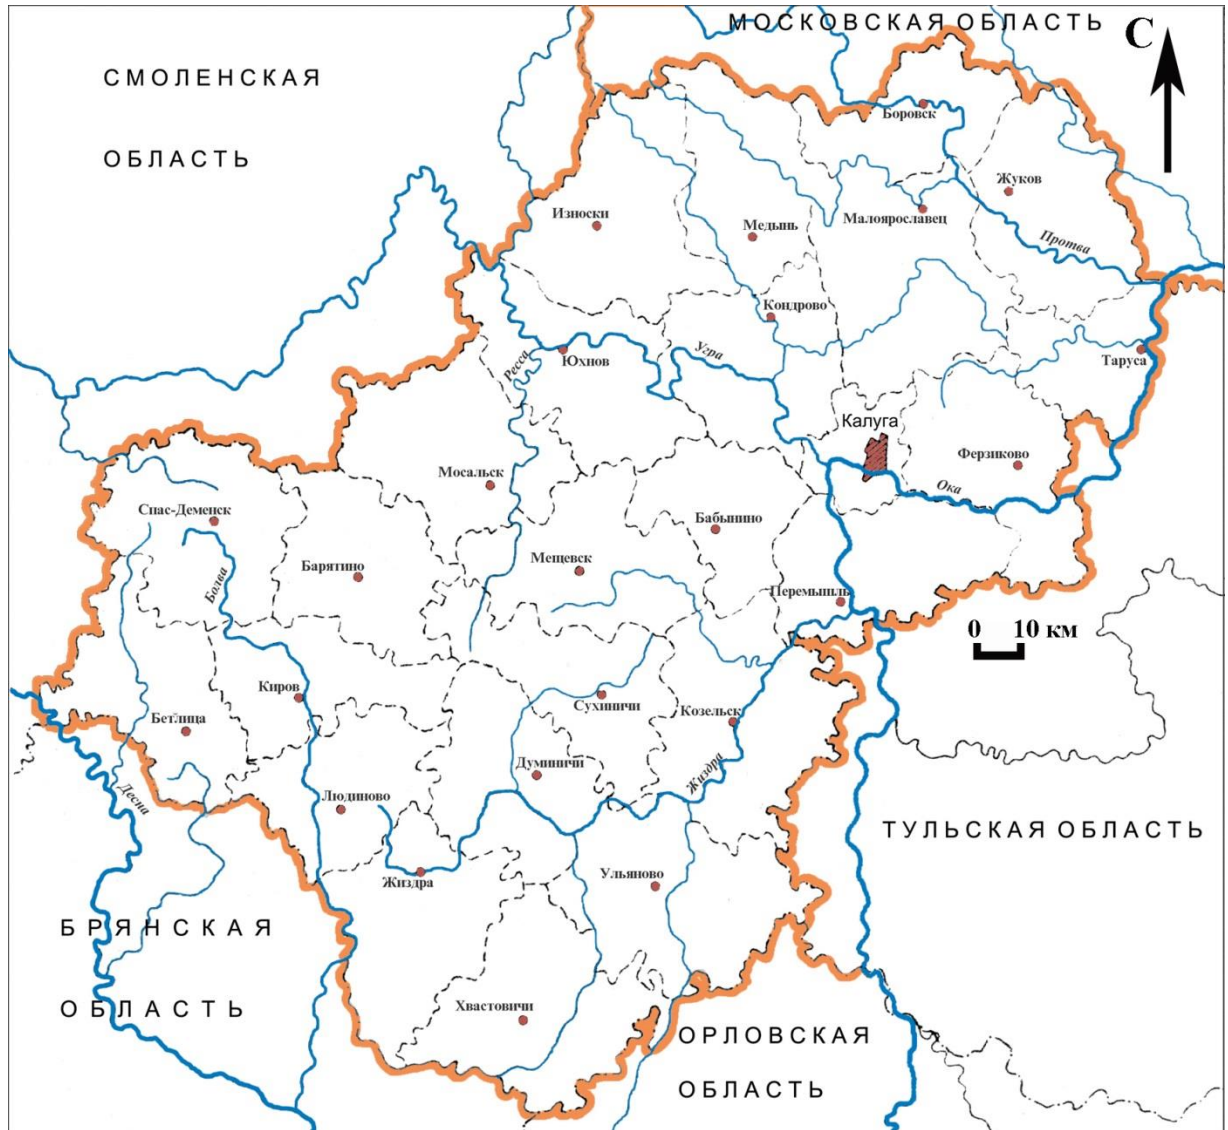 МОСКОВСКАЯ ОБЛАСТЬ
С
СМОЛЕНСКАЯ
ОБЛАСТЬ
Боровск
Жуков
Износки
Медынь
Малоярославец
Протва
Кондрово
Ресса
Юхнов
Угра
Таруса
Калуга
Ферзиково
Мосальск
Ока
Спас-Деменск
Бабынино
Барятино
Мещевск
Болва
Перемышль
0 10 км
Киров
Сухиничи
Козельск
Бетлица
Жиздра
Думиничи
Десна
Людиново
ТУЛЬСКАЯ ОБЛАСТЬ
Жиздра
Ульяново
БРЯНСКАЯ
ОБЛАСТЬ
Хвастовичи
ОРЛОВСКАЯ
ОБЛАСТЬ